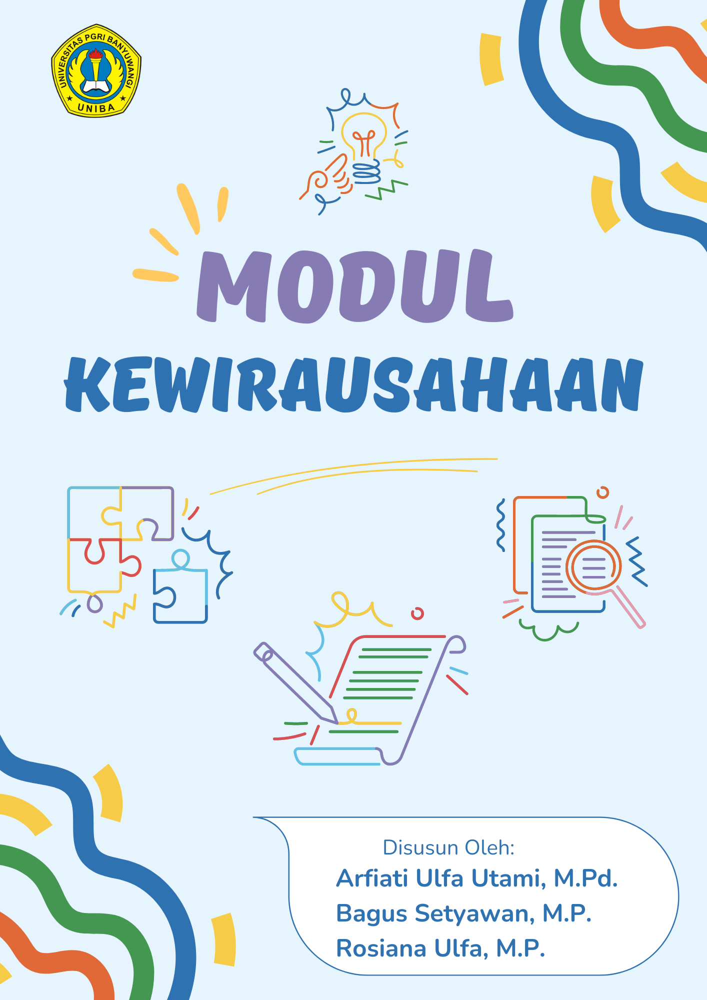 UNIVERSITAS PGRI BANYUWANGI
UNIBA
MODUL
KEWIRAUSAHAAN
Disusun Oleh:
Arfiati Ulfa Utami, M.Pd.
Bagus Setyawan, M.P.
Rosiana Ulfa, M.P.